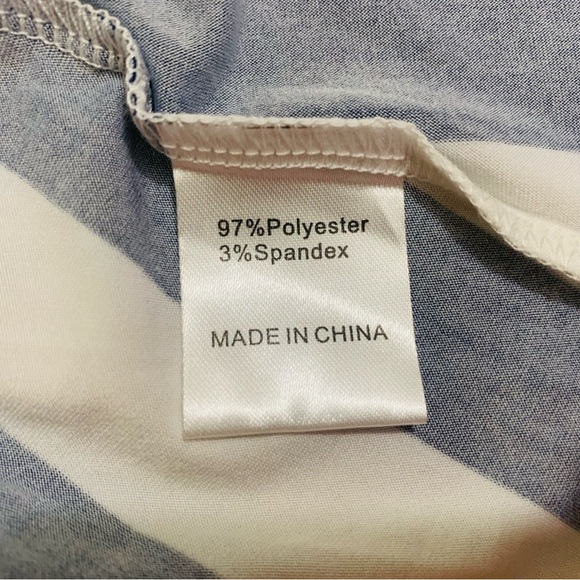 97%Polyester
3%Spandex
MADE IN CHINA